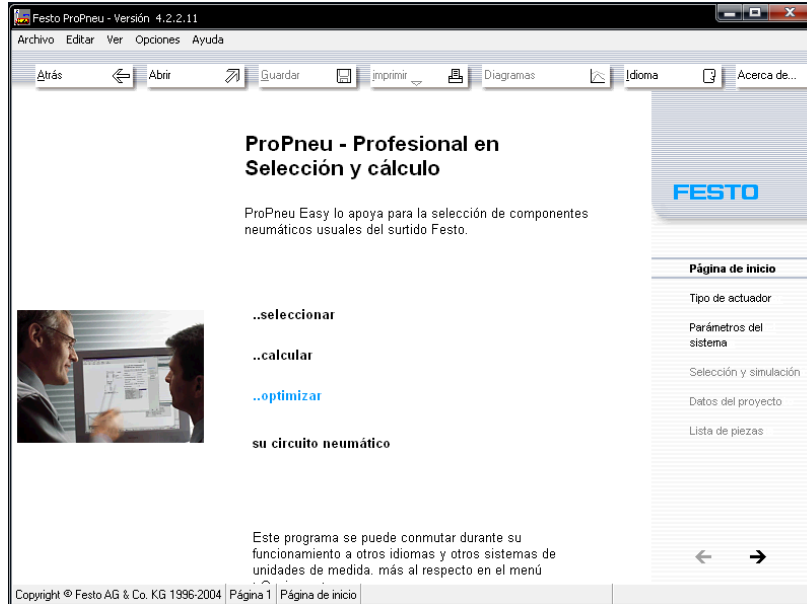 Festo ProPneu - Versión 4.2.2.11
Archivo Editar Ver Opciones Ayuda
Atrás Abrir Guardar imprimir Diagramas Idioma Acerca de...
ProPneu - Profesional en
Selección y cálculo
ProPneu Easy lo apoya para la selección de componentes
neumáticos usuales del surtido Festo.
..seleccionar
..calcular
..optimizar
su circuito neumático
Este programa se puede conmutar durante su
funcionamiento a otros idiomas y otros sistemas de
unidades de medida. más al respecto en el menú
FESTO
Página de inicio
Tipo de actuador
Parámetros del
sistema
Selección y simulación
Datos del proyecto
Lista de piezas
Copyright © Festo AG & Co. KG 1996-2004 Página 1 Página de inicio